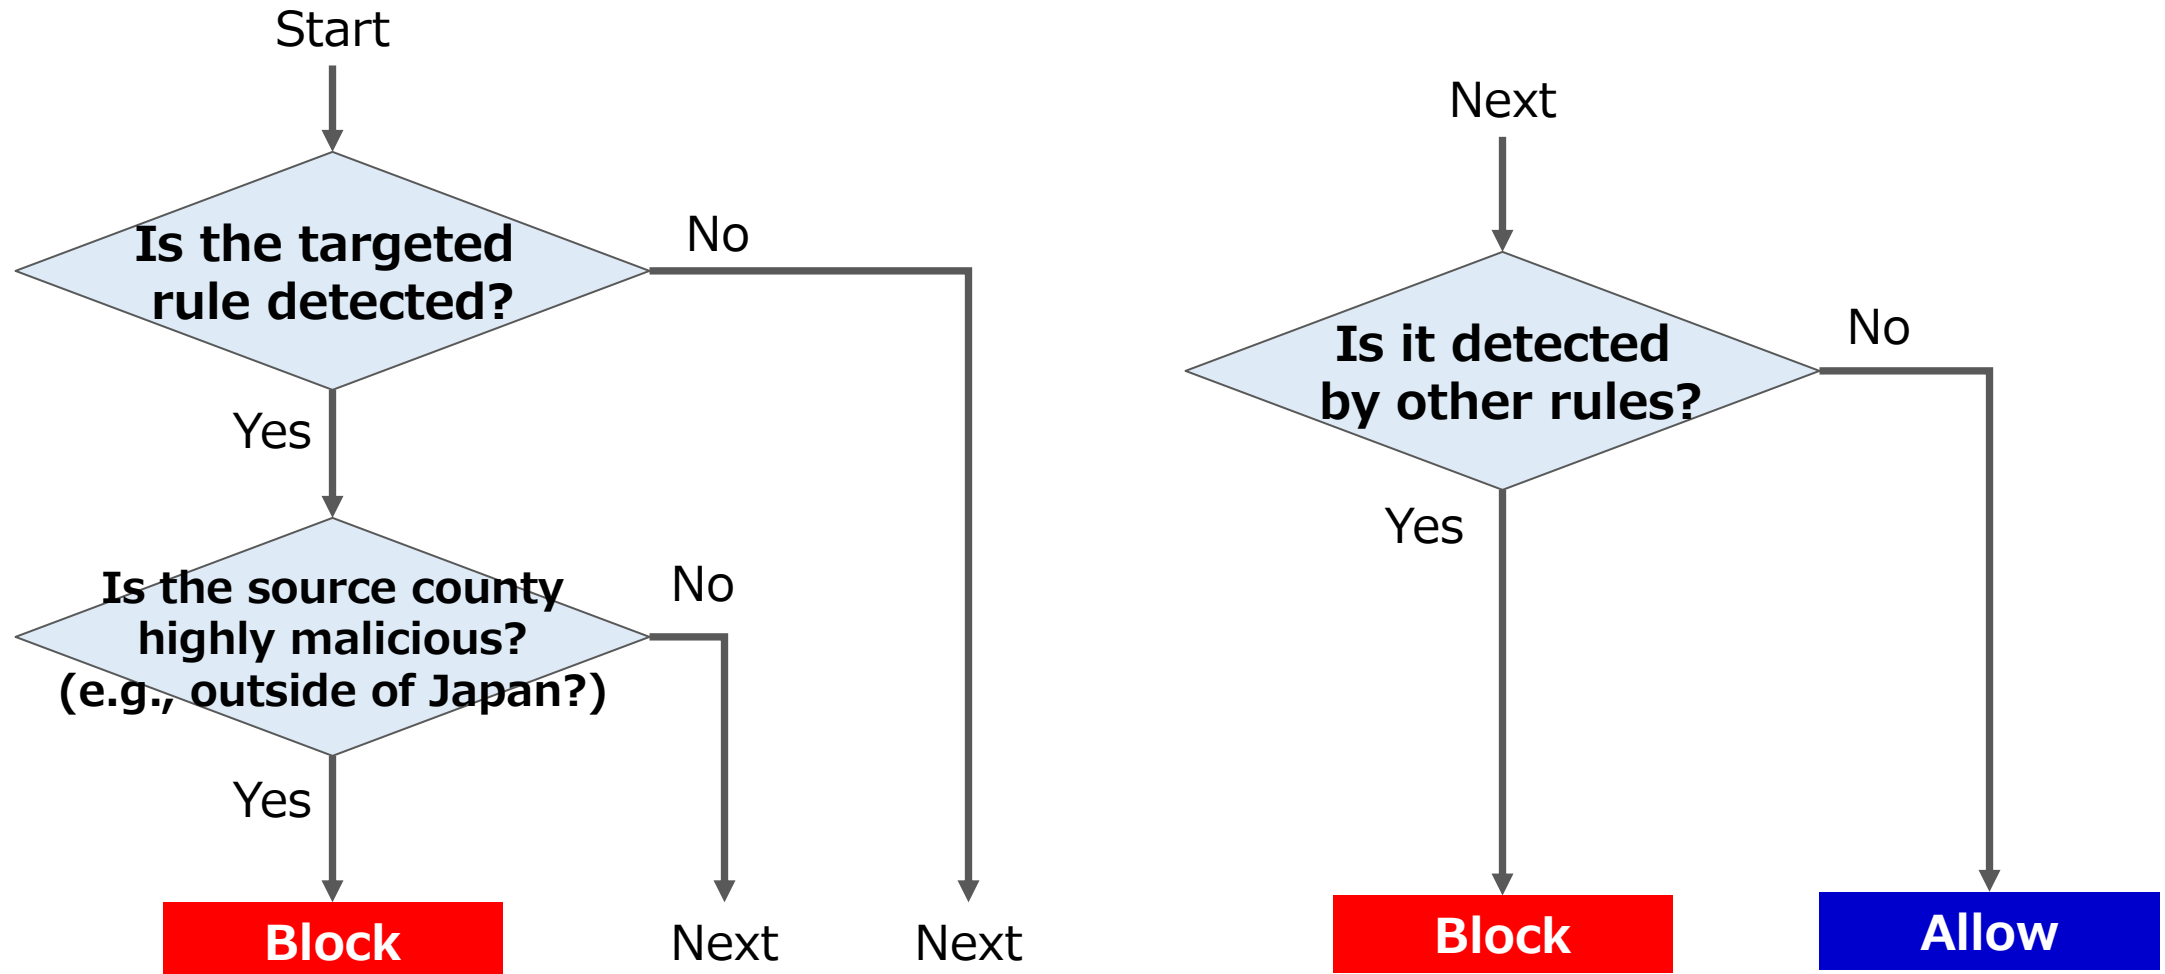 Start
Is the targeted
rule detected?
No
Yes
Is the source county
highly malicious?
(e.g., outside of Japan?)
No
Yes
Block
Next
Next
Next
Is it detected
by other rules?
No
Yes
Block
Allow